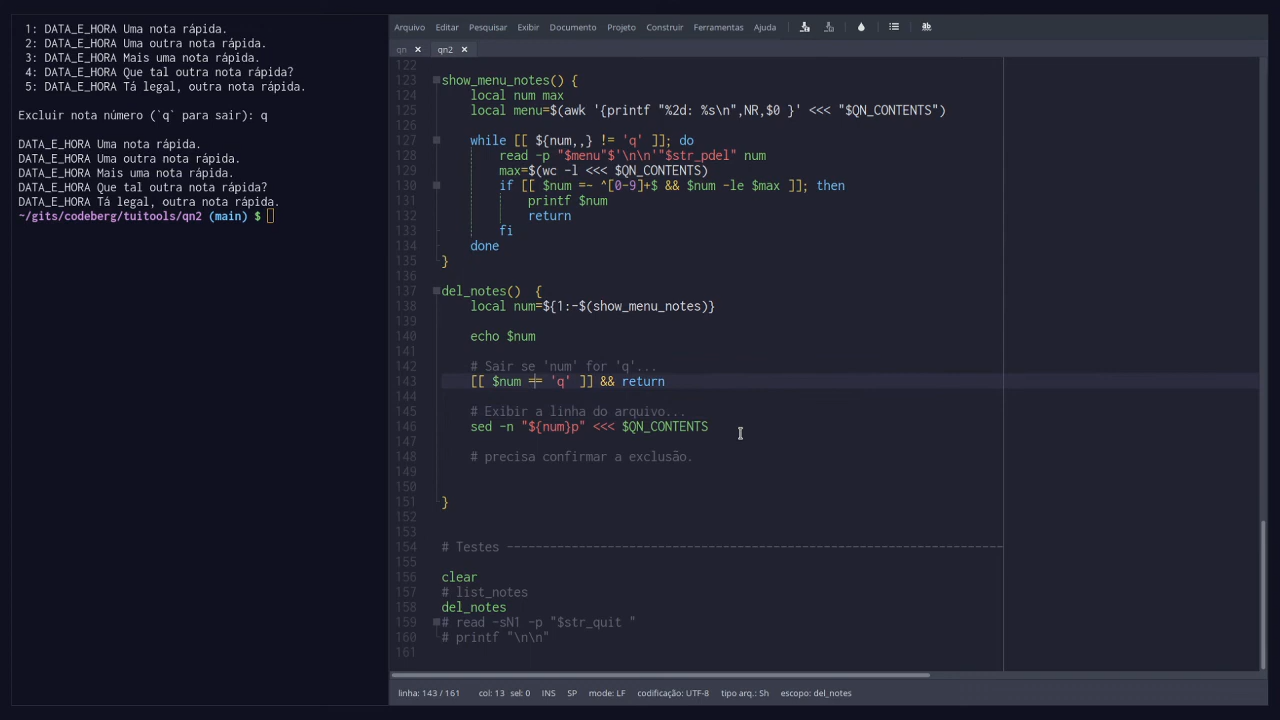 1: DATA_E_HORA Uma nota rápida.
2: DATA_E_HORA Uma outra nota rápida.
3: DATA_E_HORA Mais uma nota rápida.
4: DATA_E_HORA Que tal outra nota rápida?
5: DATA_E_HORA Tá legal, outra nota rápida.
Excluir nota número (`q` para sair): q
DATA_E_HORA Uma nota rápida.
DATA_E_HORA Uma outra nota rápida.
DATA_E_HORA Mais uma nota rápida.
DATA_E_HORA Que tal outra nota rápida?
DATA_E_HORA Tá legal, outra nota rápida.
~/gits/codeberg/tuitools/qn2 (main) $
Arquivo Editar Pesquisar Exibir Documento Projeto Construir Ferramentas Ajuda
qn qn2
122
123 show_menu_notes() {
124 local num max
125 local menu=$(awk '{printf "%2d: %s\n",NR,$0 }' <<< "$QN_CONTENTS")
126
127 while [[ ${num,,} != 'q' ]]; do
128 read -p "$menu"$'\n\n'"$str_pdel" num
129 max=$(wc -l <<< $QN_CONTENTS)
130 if [[ $num =~ ^[0-9]+$ && $num -le $max ]]; then
131 printf $num
132 return
133 fi
134 done
135 }
136
137 del_notes() {
138 local num=${1:-$(show_menu_notes)}
139
140 echo $num
141
142 # Sair se 'num' for 'q'...
143 [[ $num == 'q' ]] && return
144
145 # Exibir a linha do arquivo...
146 sed -n "${num}p" <<< $QN_CONTENTS
147
148 # precisa confirmar a exclusão.
149
150
151 }
152
153
154 # Testes ---------------------------------------------------------------------
155
156 clear
157 # list_notes
158 del_notes
159 # read -sN1 -p "$str_quit "
160 # printf "\n\n"
161
linha: 143 / 161 col: 13 sel: 0 INS SP mode: LF codificação: UTF-8 tipo arq.: Sh escopo: del_notes